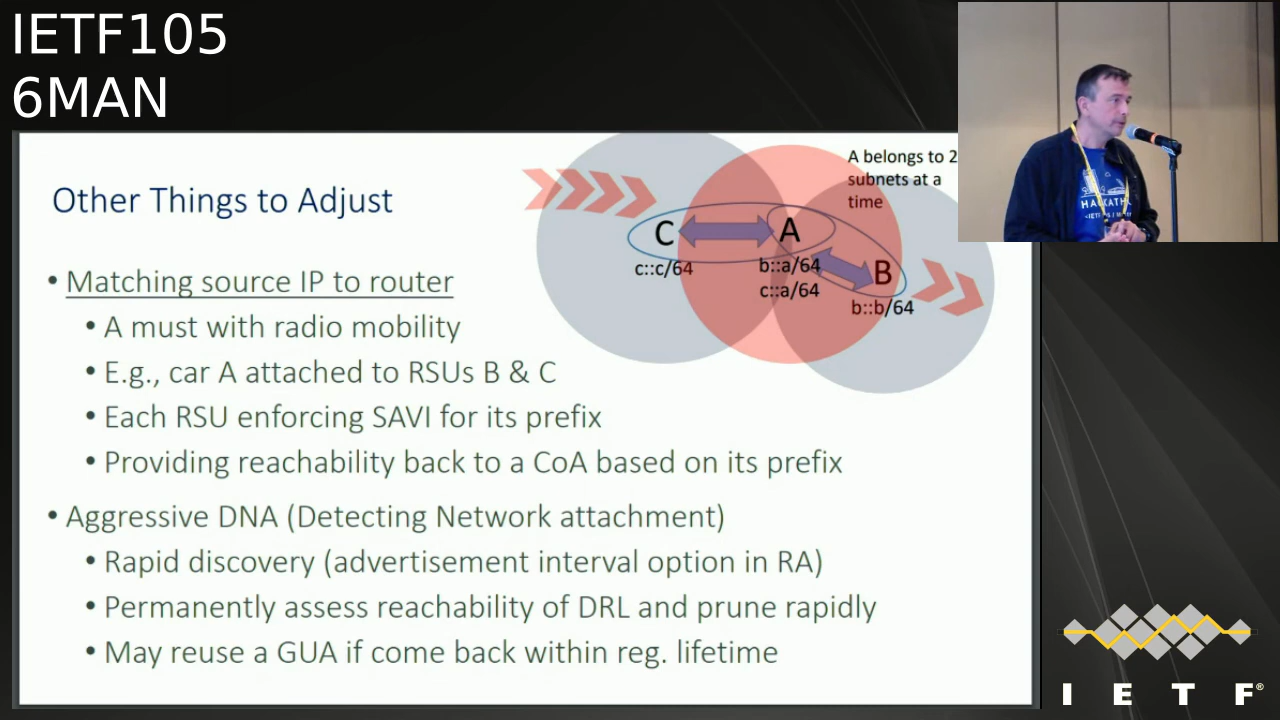 IETF105
6MAN
Other Things to Adjust
A belongs to 2
subnets at a
time
C
A
B
c::c/64
b::a/64
c::a/64
b::b/64
• Matching source IP to router
• A must with radio mobility
• E.g., car A attached to RSUs B & C
• Each RSU enforcing SAVI for its prefix
• Providing reachability back to a CoA based on its prefix
• Aggressive DNA (Detecting Network attachment)
• Rapid discovery (advertisement interval option in RA)
• Permanently assess reachability of DRL and prune rapidly
• May reuse a GUA if come back within reg. lifetime
I E T F®